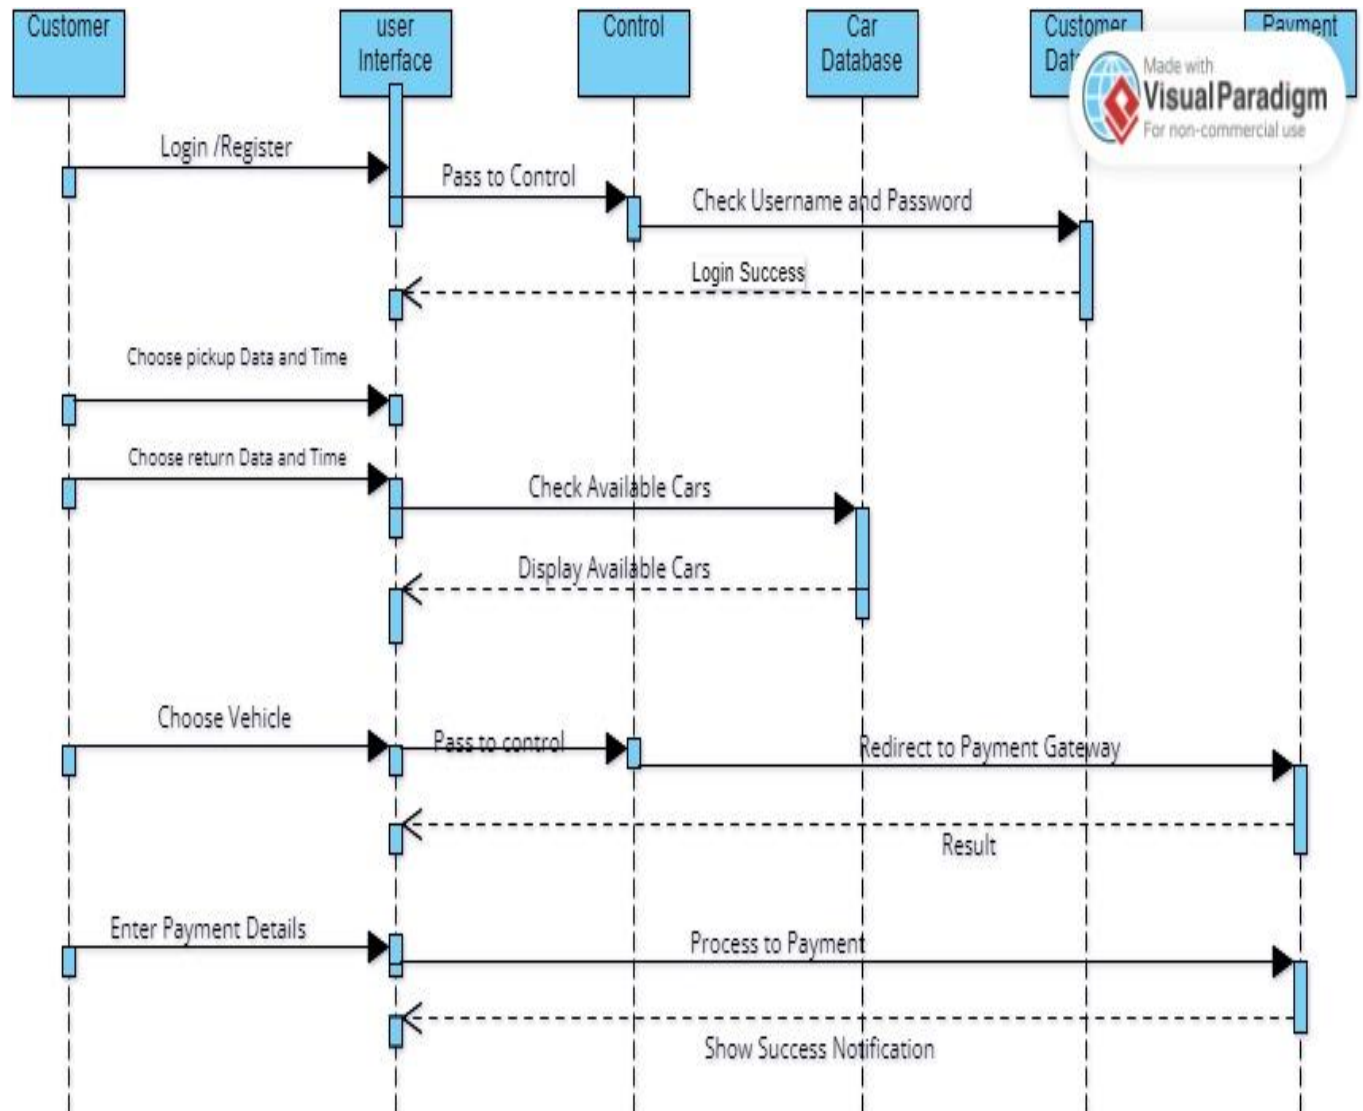 Customer
user
Interface
Control
Car
Database
Customer
Payment
Made with
Visual Paradigm
For non-commercial use
Login /Register
Pass to Control
Check Username and Password
Login Success
Choose pickup Data and Time
Choose return Data and Time
Check Available Cars
Display Available Cars
Choose Vehicle
Pass to control
Redirect to Payment Gateway
Result
Enter Payment Details
Process to Payment
Show Success Notification